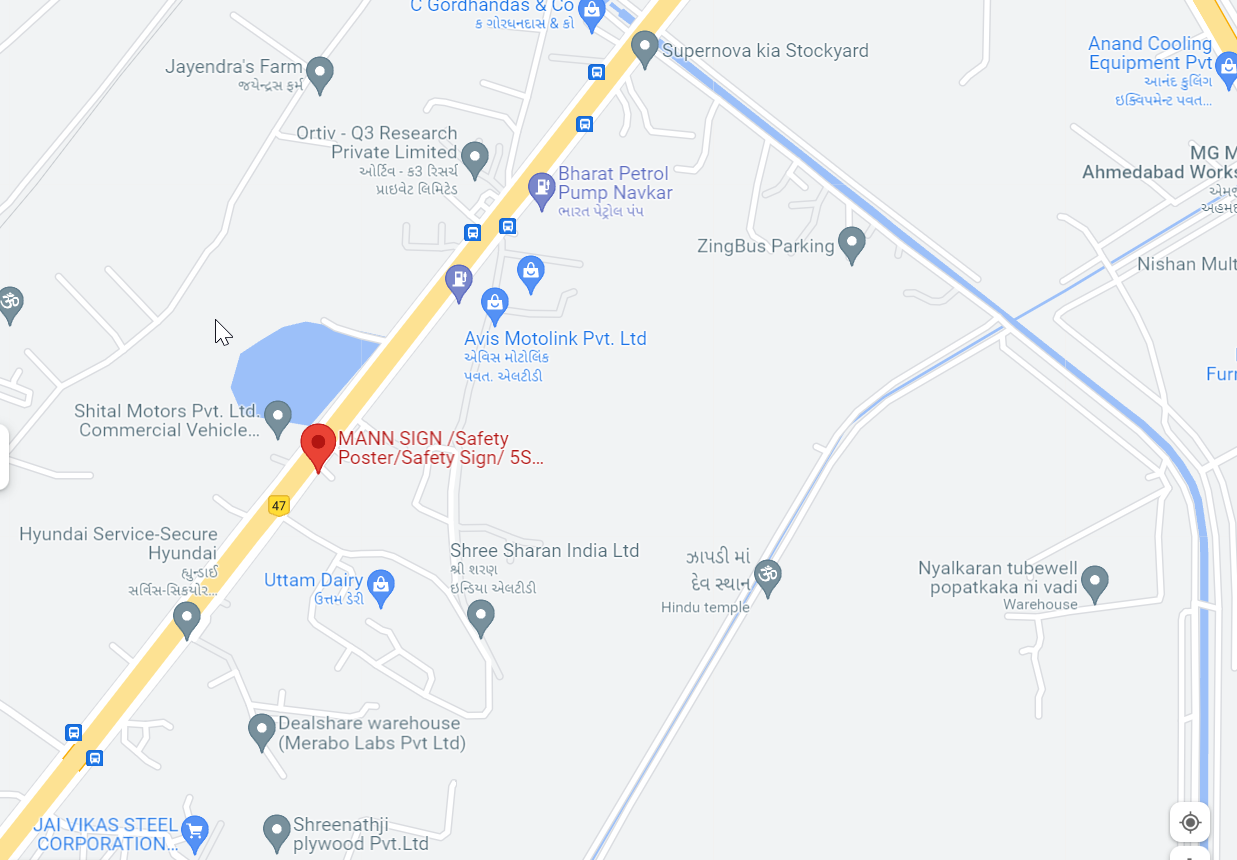 C Gordhandas & Co
ક ગોરધનદાસ & કો
Supernova kia Stockyard
Anand Cooling
Equipment Pvt
આનંદ કુલિંગ
ઇક્વિપમેન્ટ પવત...
Jayendra's Farm
જયેન્દ્રસ ફર્મ
Ortiv - Q3 Research
Private Limited
ઓર્ટિવ - ક૩ રિસર્ચ
પ્રાઇવેટ લિમિટેડ
MG M
Ahmedabad Works
એમજ
અહમદ
Bharat Petrol
Pump Navkar
ભારત પેટ્રોલ પંપ
ZingBus Parking
Nishan Mult
Avis Motolink Pvt. Ltd
એવિસ મોટોલિંક
પવત. એલટીડી
Furr
Shital Motors Pvt. Ltd.
Commercial Vehicle...
MANN SIGN /Safety
Poster/Safety Sign/ 5S...
47
Hyundai Service-Secure
Hyundai
હ્યુન્ડાઈ
સર્વિસ-સિક્યોર...
Shree Sharan India Ltd
શ્રી શરણ
ઇન્ડિયા એલટીડી
ઝાપડી માં
દેવ સ્થાન
Hindu temple
Uttam Dairy
ઉત્તમ ડેરી
Nyalkaran tubewell
popatkaka ni vadi
Warehouse
Dealshare warehouse
(Merabo Labs Pvt Ltd)
JAI VIKAS STEEL
CORPORATION...
Shreenathji
plywood Pvt.Ltd